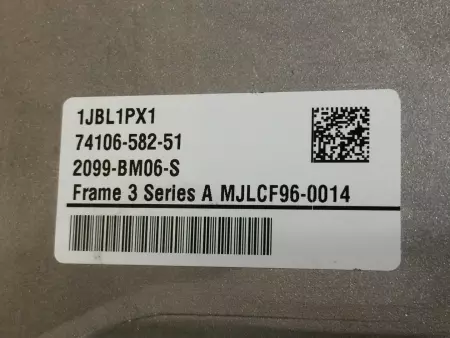 1JBL1PX1
74106-582-51
2099-BM06-S
Frame 3 Series A MJLCF96-0014